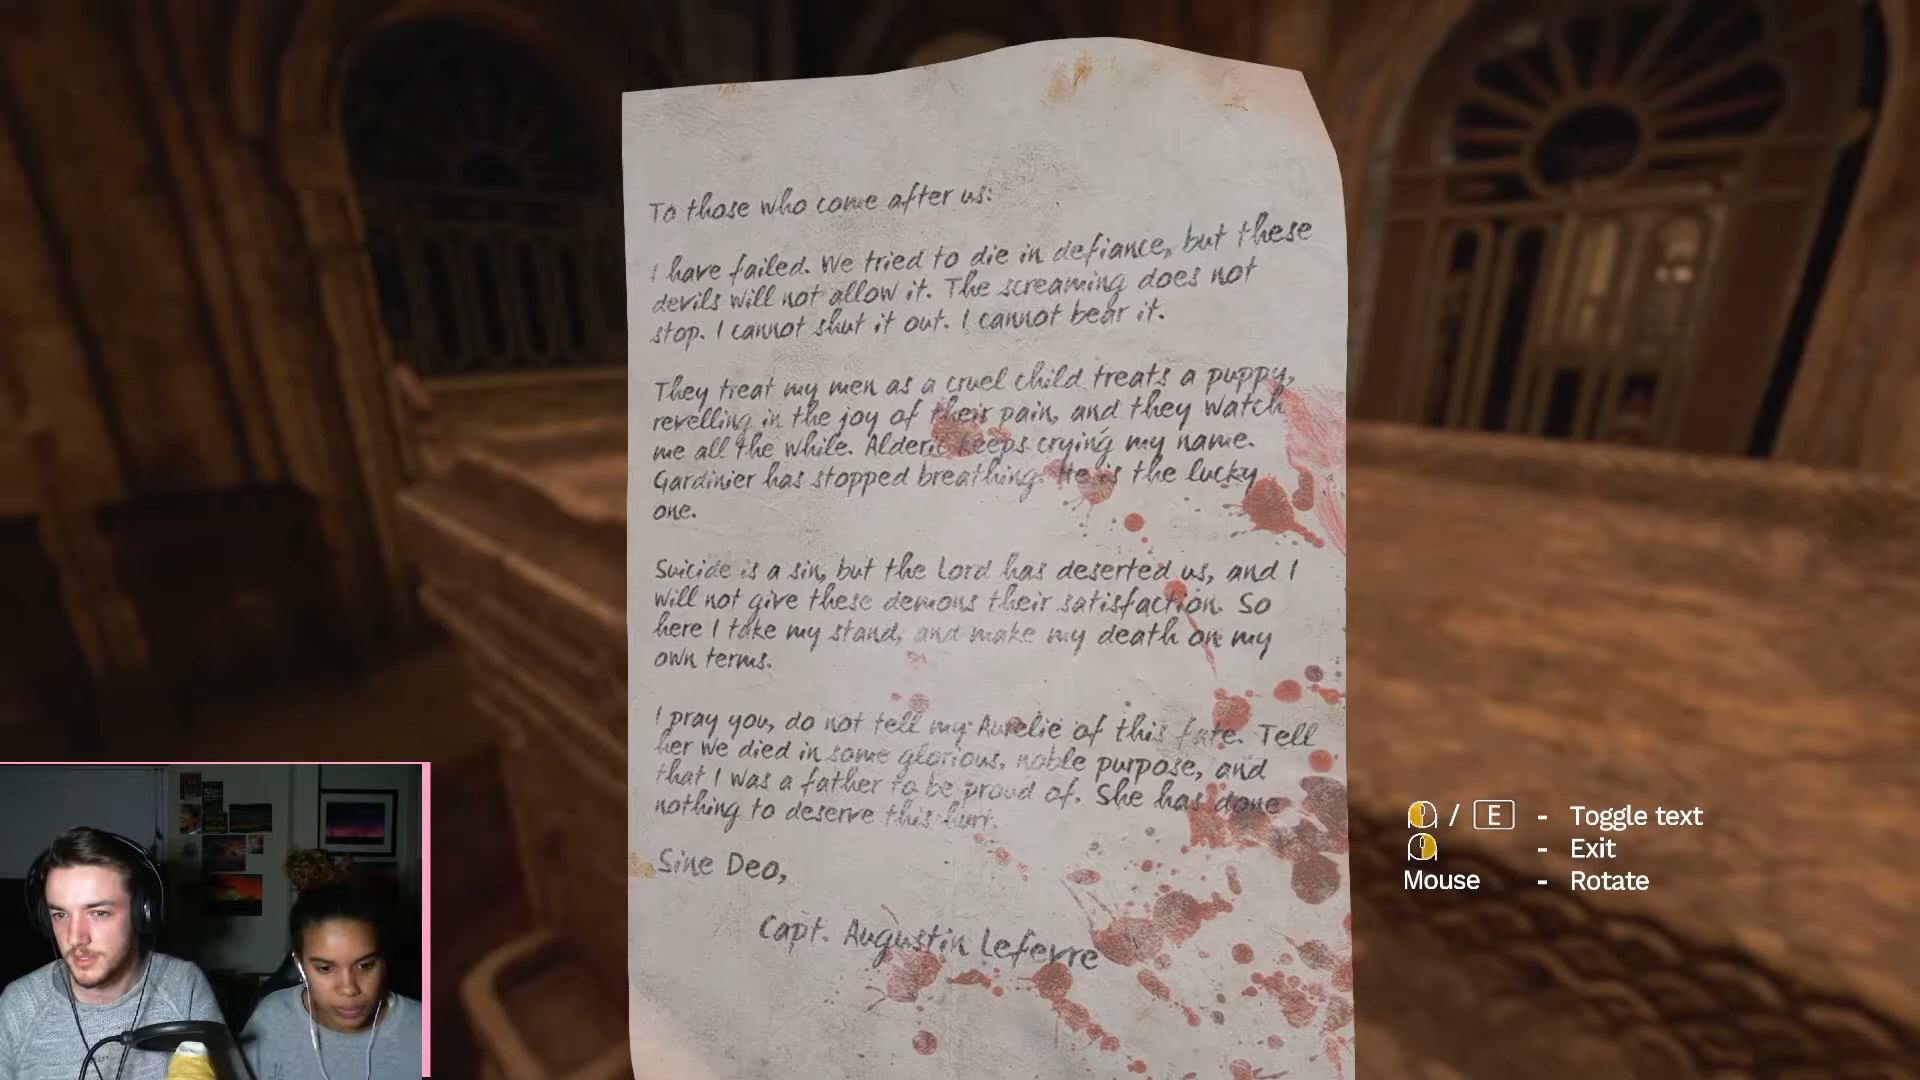 To those who come after us:
I have failed. We tried to die in defiance, but these
devils will not allow it. The screaming does not
stop. I cannot shut it out. I cannot bear it.
They treat my men as a cruel child treats a puppy,
revelling in the joy of their pain, and they watch
me all the while. Alderic keeps crying my name.
Gardinier has stopped breathing. He is the lucky
one.
Suicide is a sin, but the Lord has deserted us, and I
will not give these demons their satisfaction. So
here I take my stand, and make my death on my
own terms.
I pray you, do not tell my Aurelie of this fate. Tell
her we died in some glorious, noble purpose, and
that I was a father to be proud of. She has done
nothing to deserve this hurt.
Sine Deo,
Capt. Augustin Lefevre
/ E - Toggle text
- Exit
Mouse - Rotate